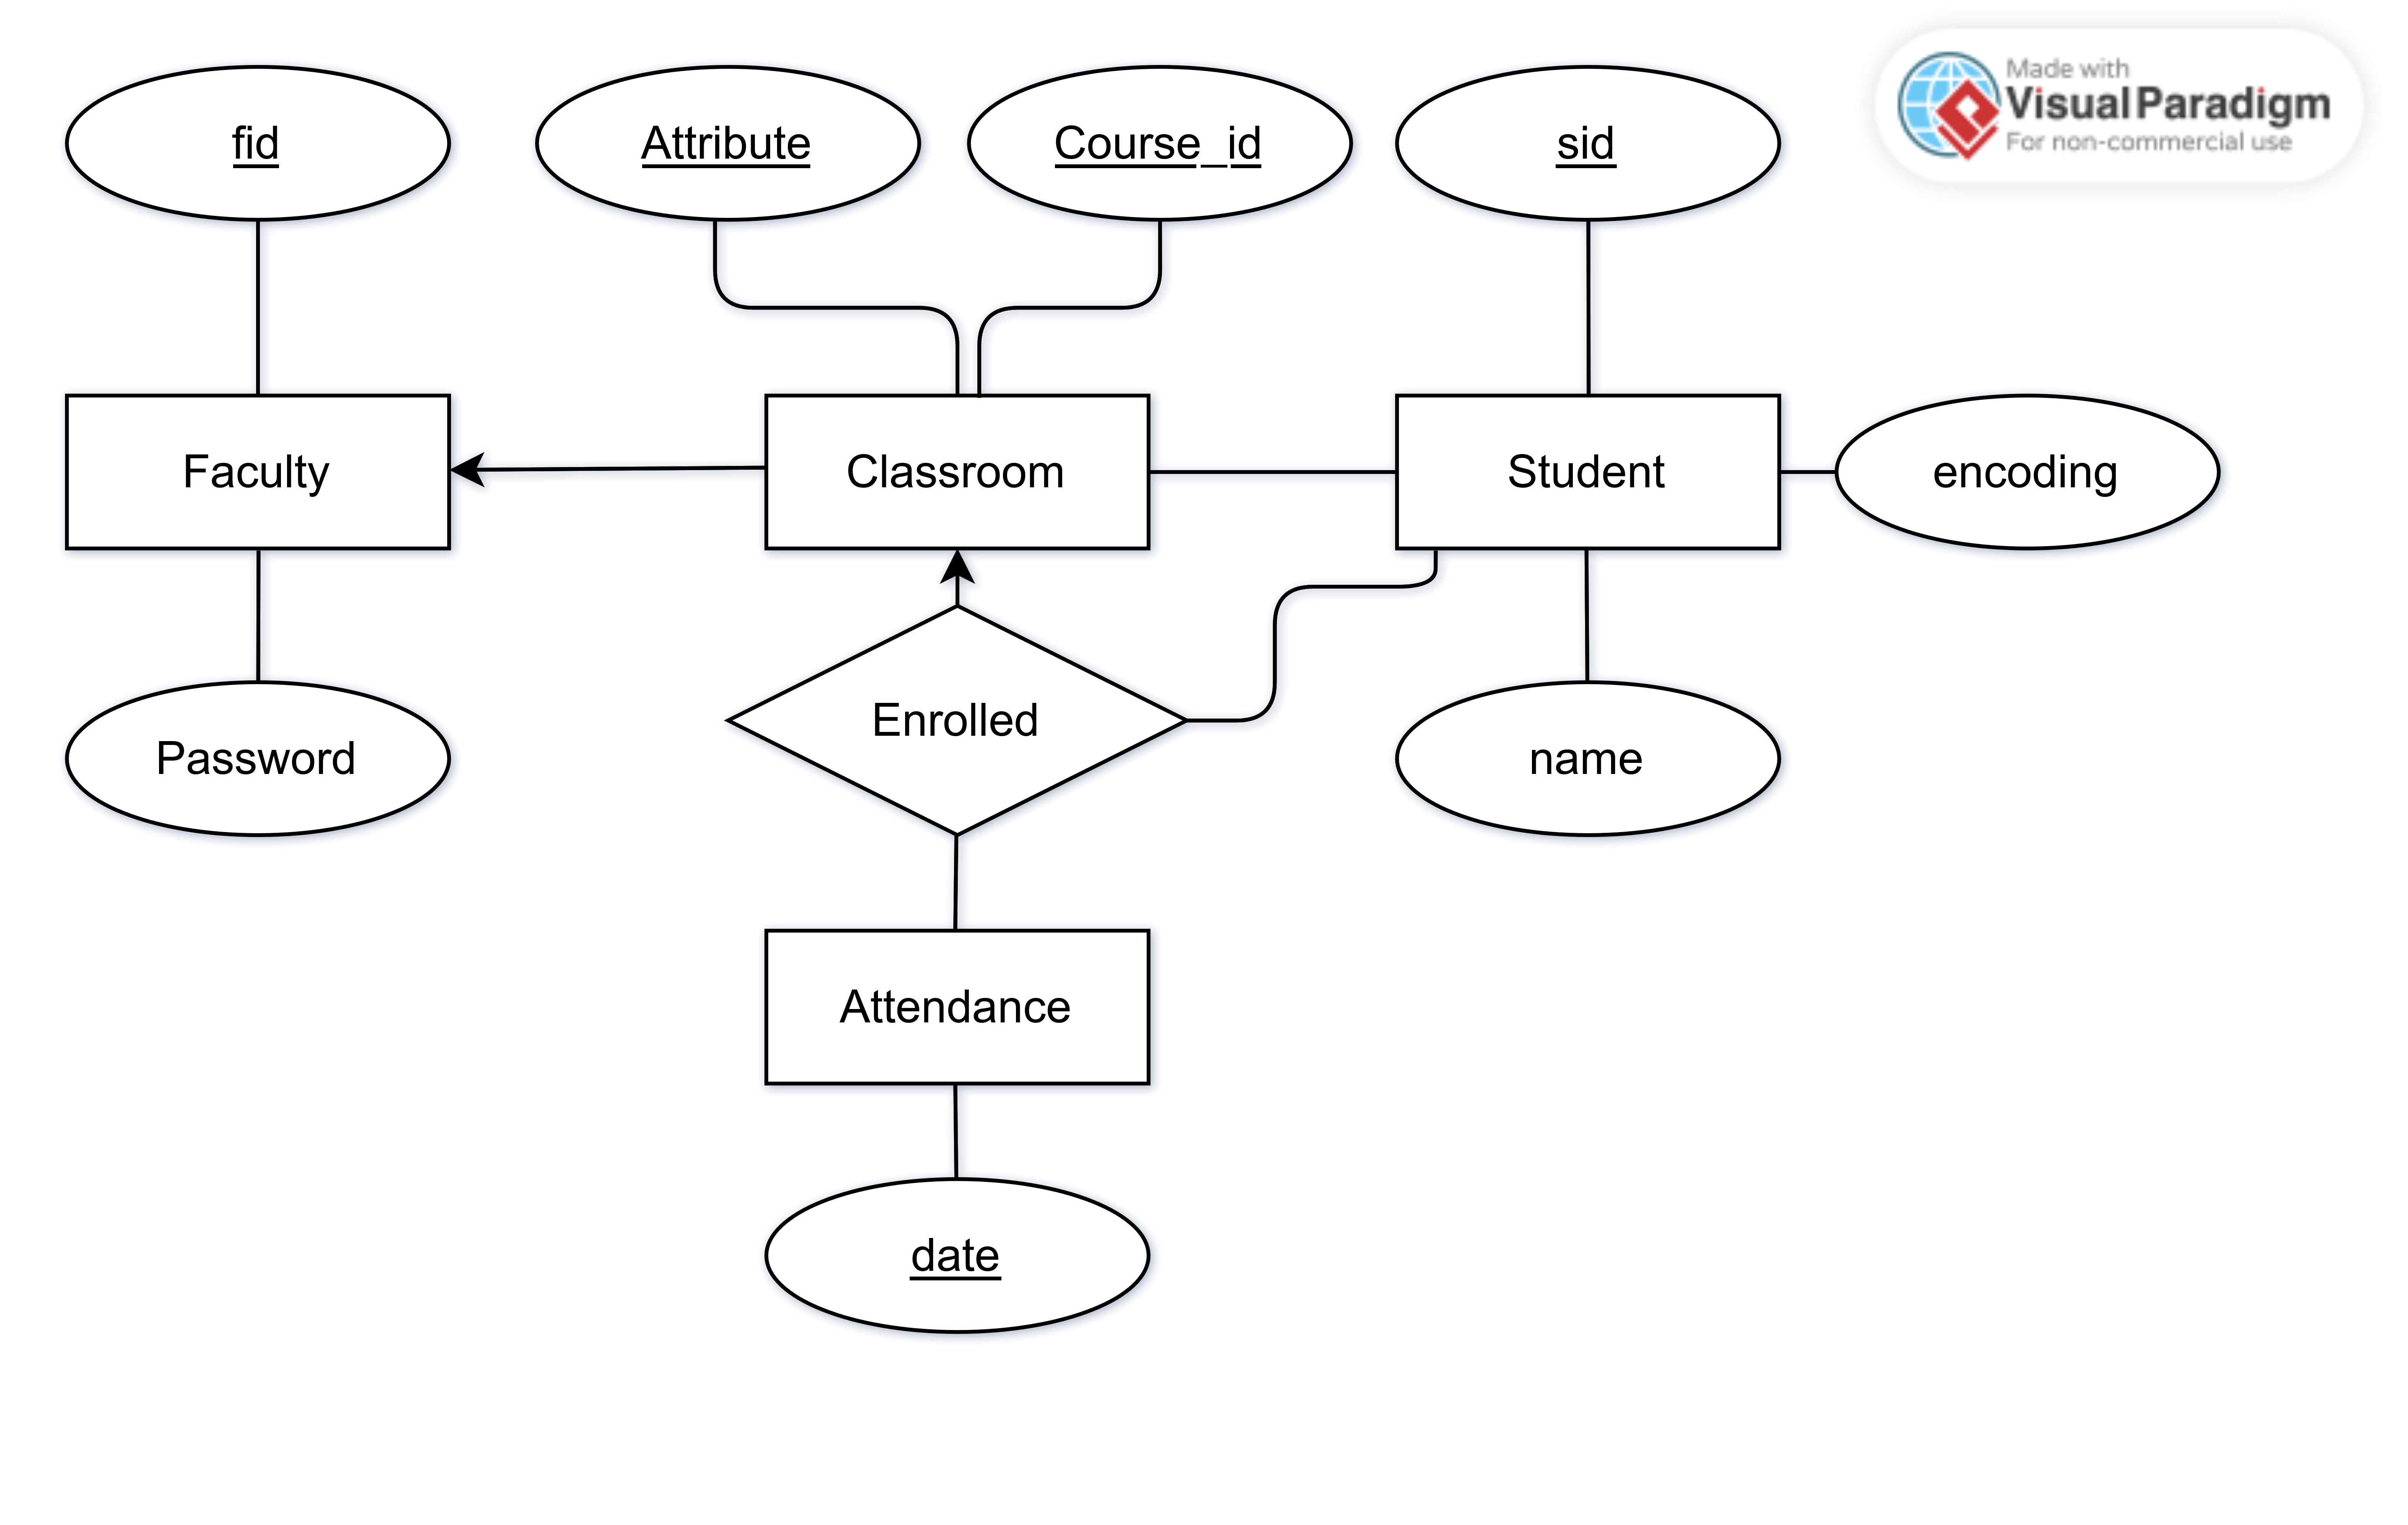 Made with
Visual Paradigm
For non-commercial use
fid
Attribute
Course_id
sid
Faculty
Classroom
Student
encoding
Enrolled
Password
name
Attendance
date